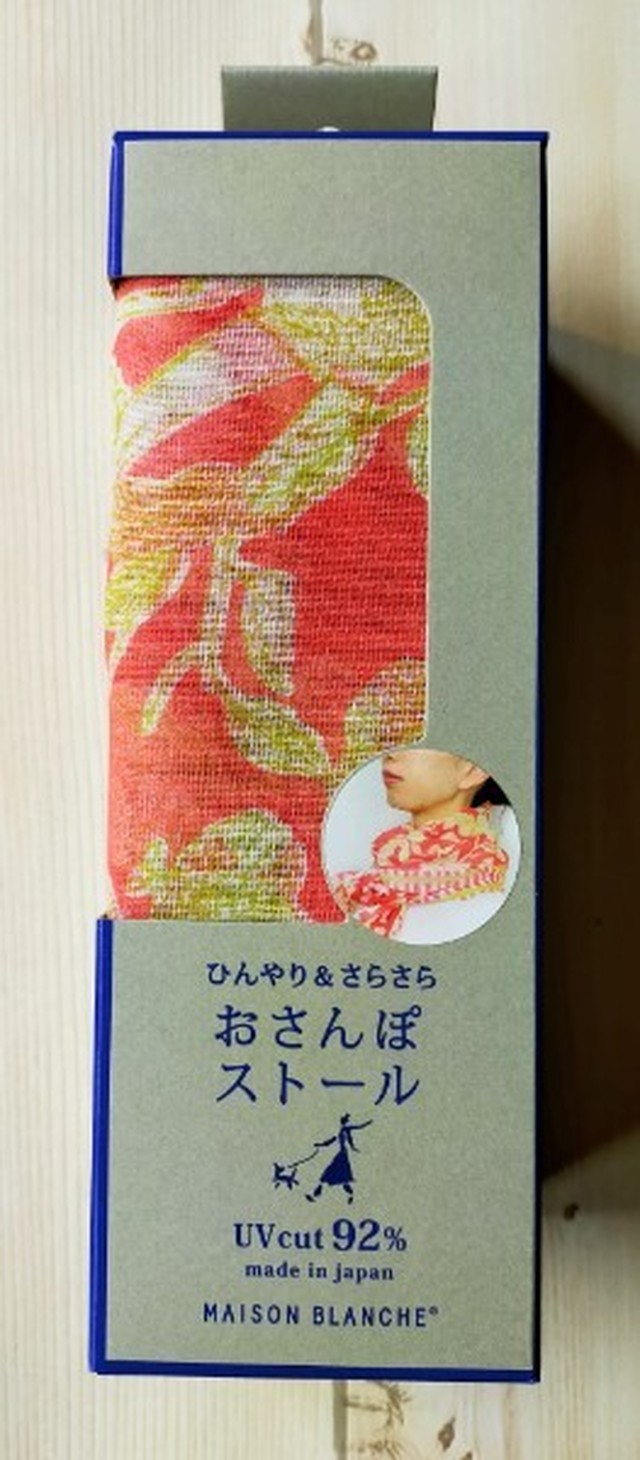 ひんやり&さらさら
おさんぽ
ストール
UVcut 92%
made in japan
MAISON BLANCHE®